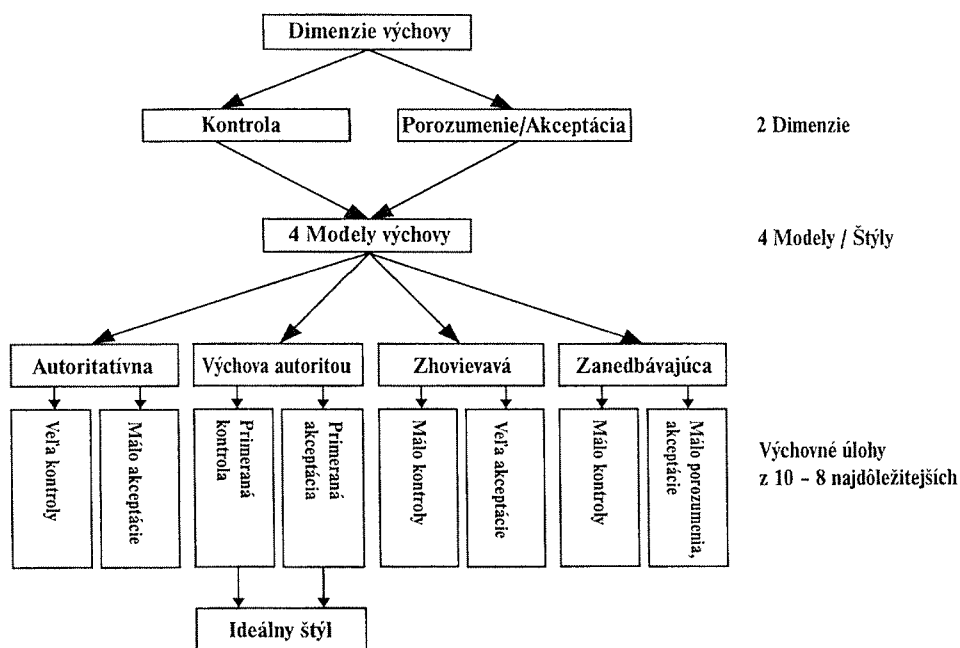 Dimenzie výchovy
Kontrola
Porozumenie/Akceptácia
2 Dimenzie
4 Modely výchovy
4 Modely / Štýly
Autoritatívna
Výchova autoritou
Zhovievavá
Zanedbávajúca
Veľa kontroly
Málo akceptácie
Primeraná
kontrola
Primeraná
akceptácia
Málo kontroly
Veľa akceptácie
Málo kontroly
Málo porozumenia,
akceptácie
Výchovné úlohy
z 10 – 8 najdôležitejších
Ideálny štýl